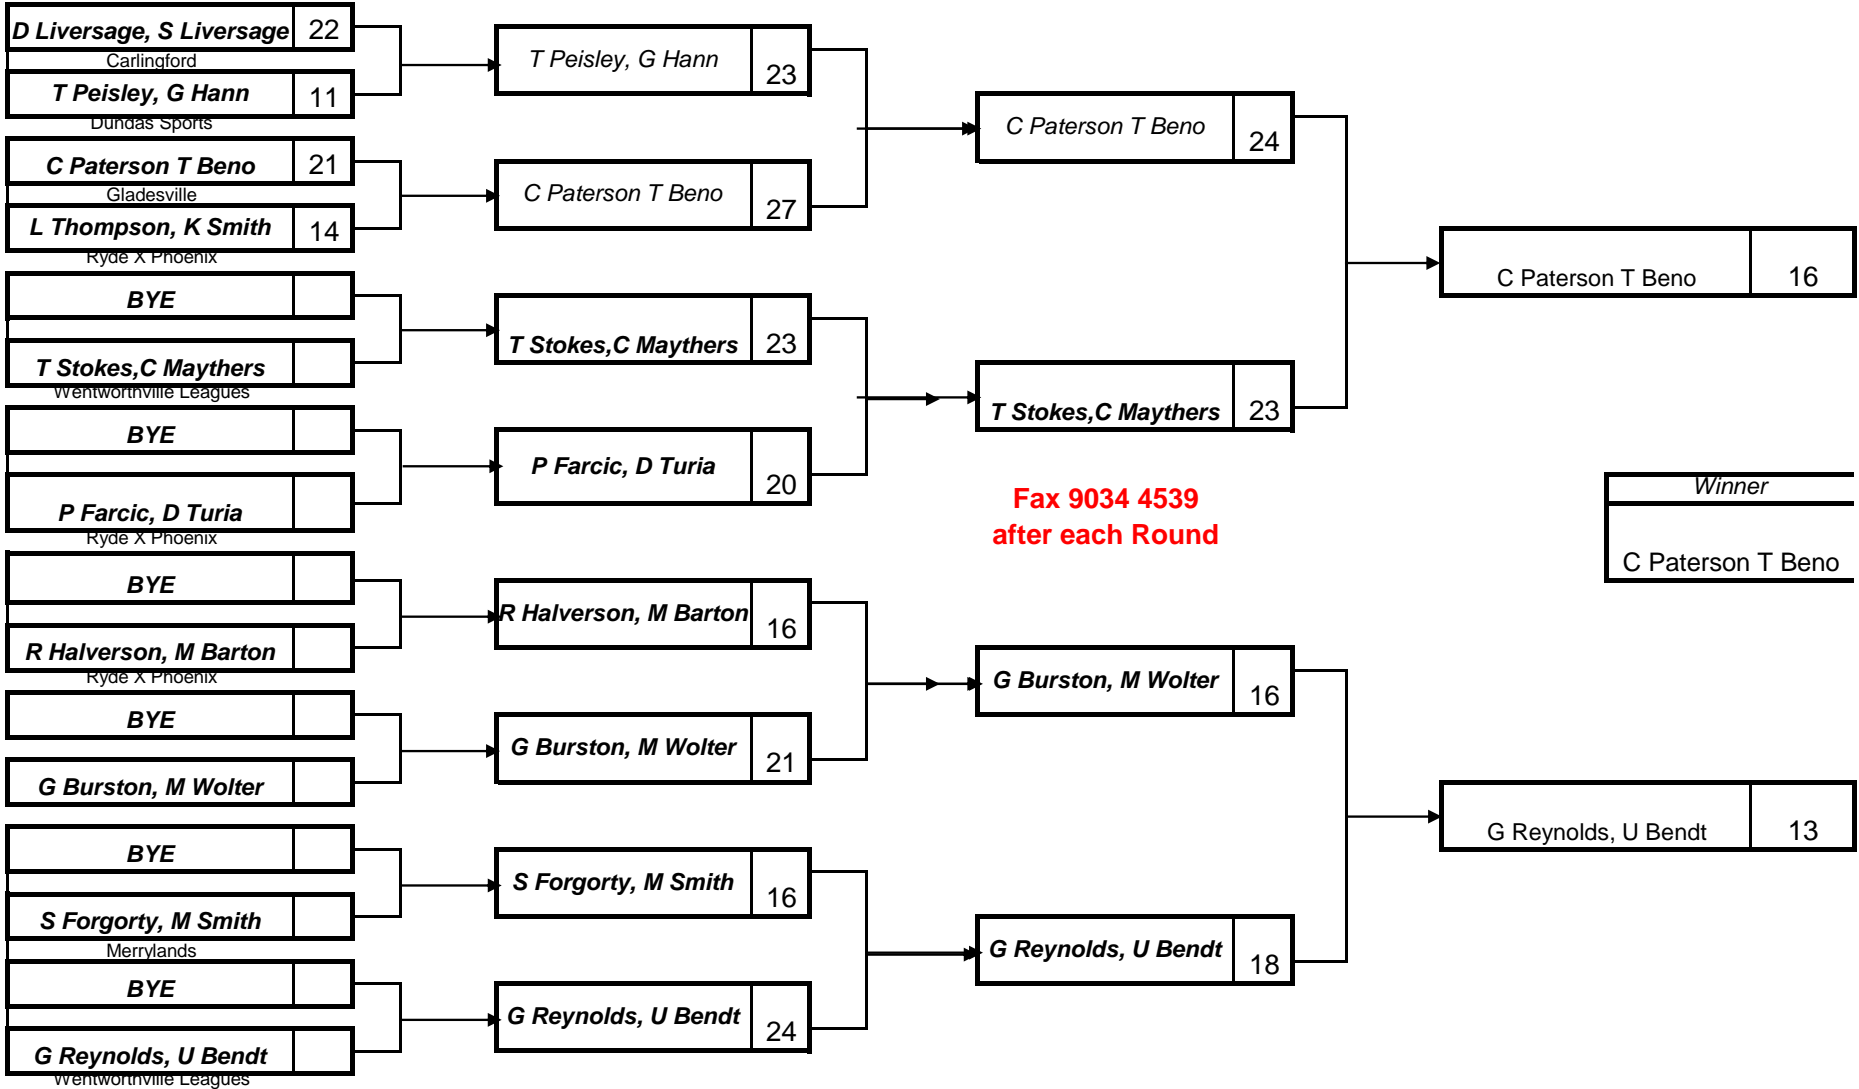 D Liversage, S Liversage 22
Carlingford
T Peisley, G Hann 11
Dundas Sports
C Paterson T Beno 21
Gladesville
L Thompson, K Smith 14
Ryde X Phoenix
BYE
T Stokes,C Maythers
Wentworthville Leagues
BYE
P Farcic, D Turia
Ryde X Phoenix
BYE
R Halverson, M Barton
Ryde X Phoenix
BYE
G Burston, M Wolter
BYE
S Forgorty, M Smith
Merrylands
BYE
G Reynolds, U Bendt
Wentworthville Leagues
T Peisley, G Hann 23
C Paterson T Beno 27
T Stokes,C Maythers 23
P Farcic, D Turia 20
R Halverson, M Barton 16
G Burston, M Wolter 21
S Forgorty, M Smith 16
G Reynolds, U Bendt 24
C Paterson T Beno 24
T Stokes,C Maythers 23
Fax 9034 4539
after each Round
G Burston, M Wolter 16
G Reynolds, U Bendt 18
C Paterson T Beno 16
Winner
C Paterson T Beno
G Reynolds, U Bendt 13